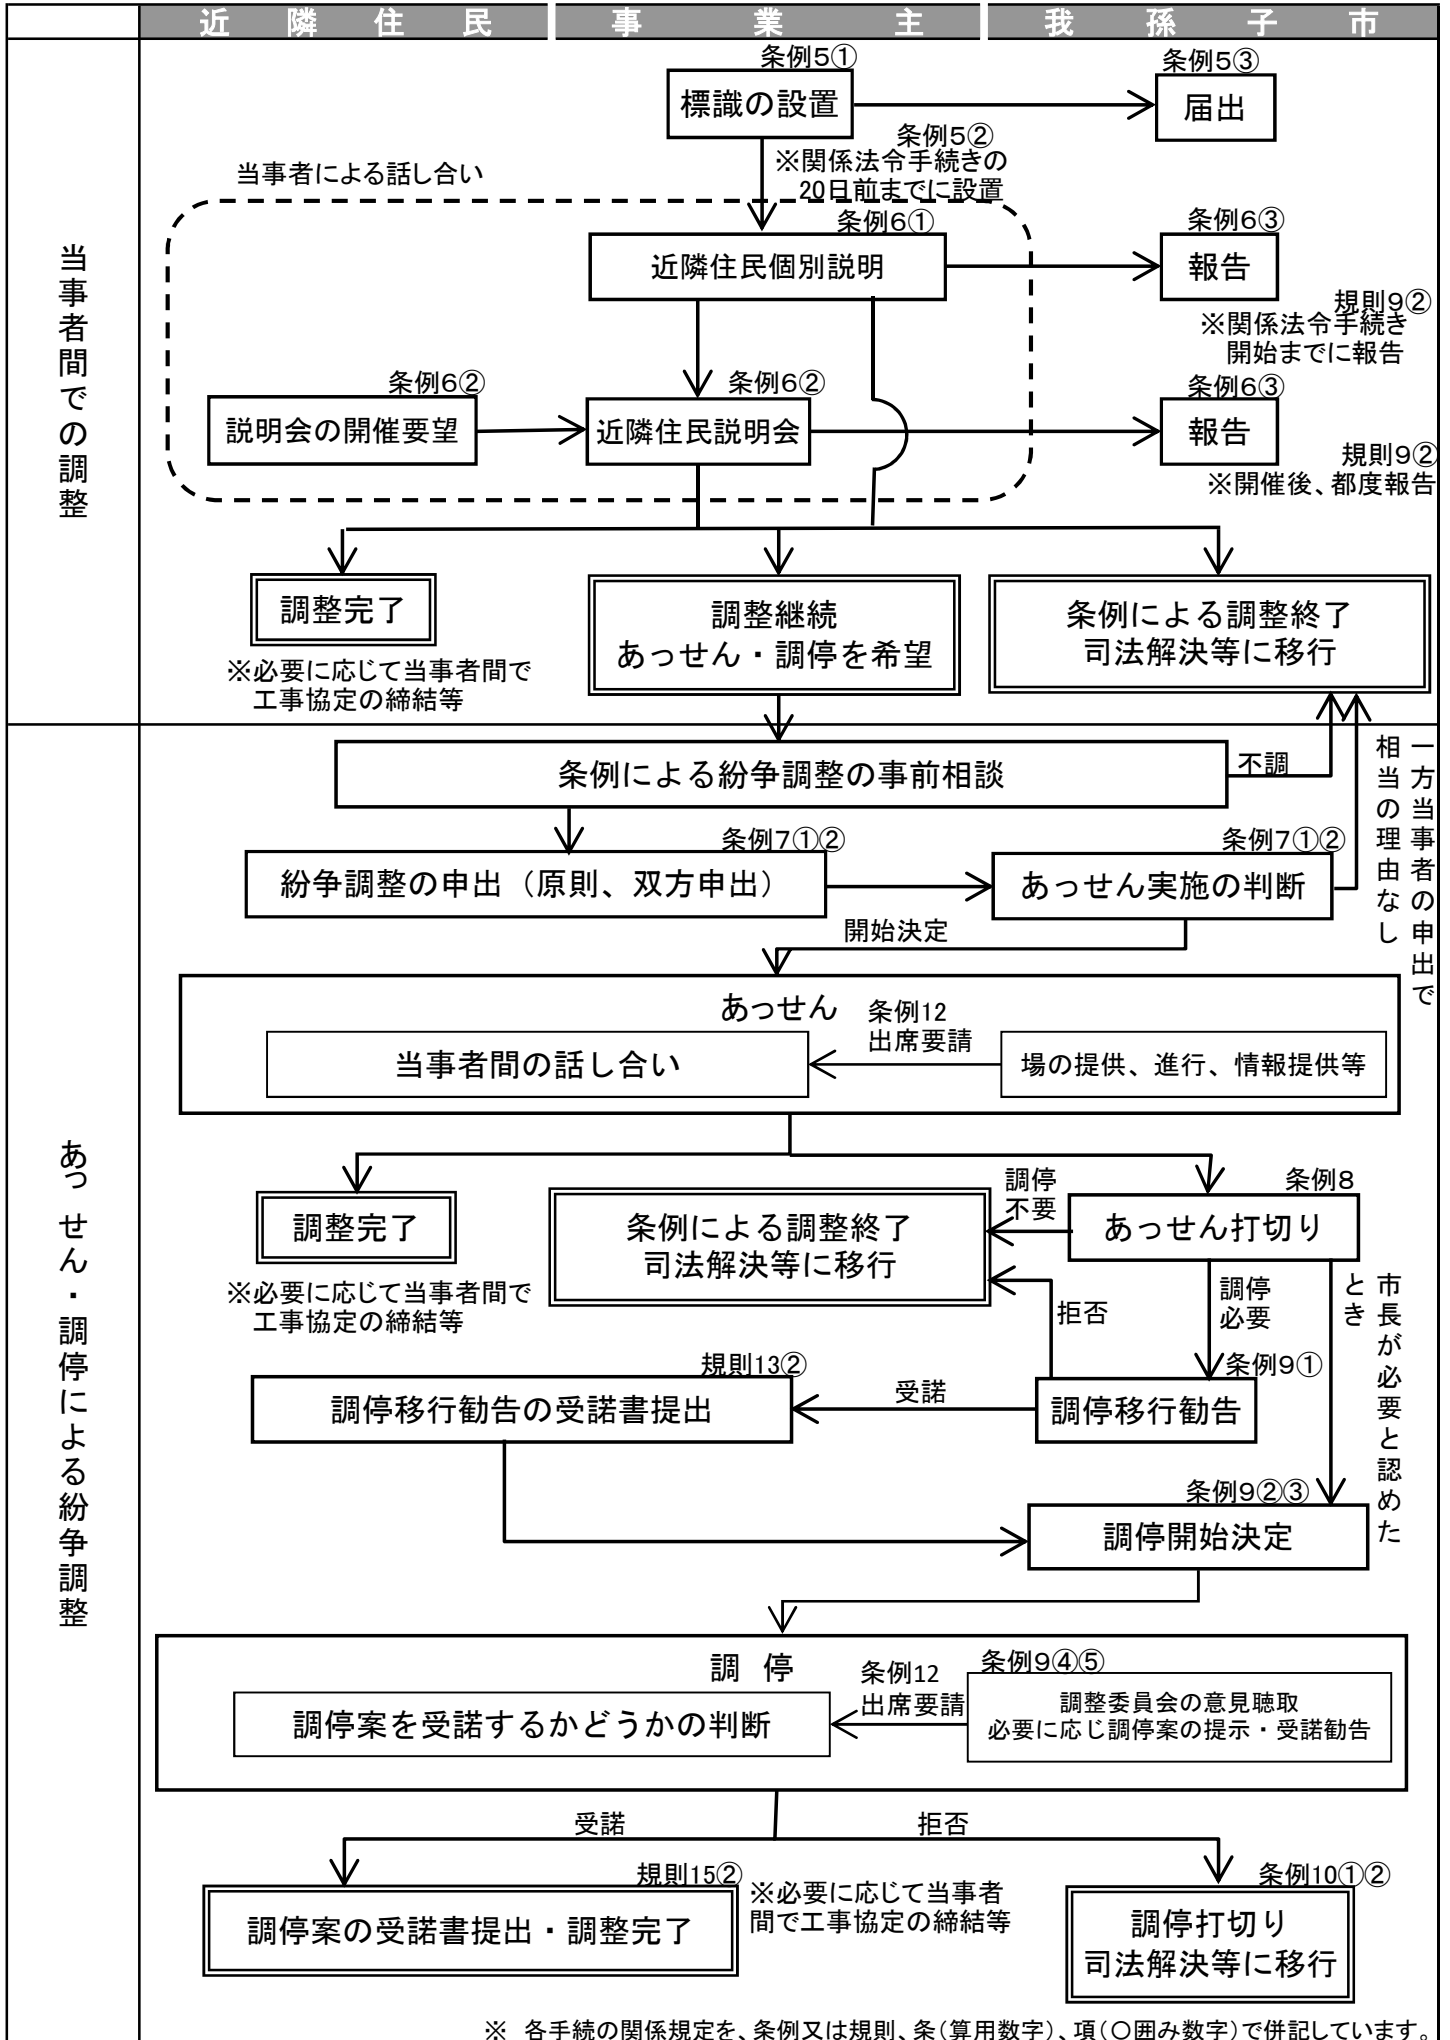 近隣住民
事業主
我孫子市
当事者間での調整
条例5①
標識の設置
条例5③
届出
条例5②
※関係法令手続きの
20日前までに設置
当事者による話し合い
条例6①
近隣住民個別説明
条例6③
報告
規則9②
※関係法令手続き
開始までに報告
条例6②
説明会の開催要望
条例6②
近隣住民説明会
条例6③
報告
規則9②
※開催後、都度報告
調整完了
※必要に応じて当事者間で
工事協定の締結等
調整継続
あっせん・調停を希望
条例による調整終了
司法解決等に移行
あっせん・調停による紛争調整
条例による紛争調整の事前相談
不調
一方当事者の申出で
相当の理由なし
条例7①②
紛争調整の申出（原則、双方申出）
条例7①②
あっせん実施の判断
開始決定
あっせん
条例12
出席要請
当事者間の話し合い
場の提供、進行、情報提供等
調整完了
※必要に応じて当事者間で
工事協定の締結等
条例による調整終了
司法解決等に移行
調停
不要
条例8
あっせん打切り
拒否
調停
必要
市長が必要と認めた
とき
規則13②
調停移行勧告の受諾書提出
受諾
条例9①
調停移行勧告
条例9②③
調停開始決定
調 停
条例12
出席要請
条例9④⑤
調停案を受諾するかどうかの判断
調整委員会の意見聴取
必要に応じ調停案の提示・受諾勧告
受諾
拒否
規則15②
調停案の受諾書提出・調整完了
※必要に応じて当事者
間で工事協定の締結等
条例10①②
調停打切り
司法解決等に移行
※ 各手続の関係規定を、条例又は規則、条(算用数字)、項(〇囲み数字)で併記しています。